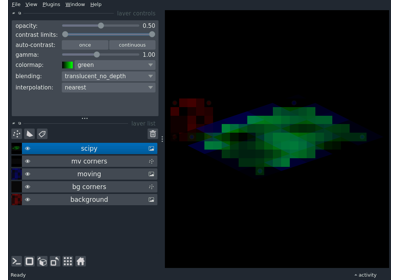 File View Plugins Window Help
layer controls
opacity: 0.50
contrast limits:
auto-contrast: once continuous
gamma: 1.00
colormap: green
blending: translucent_no_depth
interpolation: nearest
layer list
scipy
mv corners
moving
bg corners
background
Ready activity